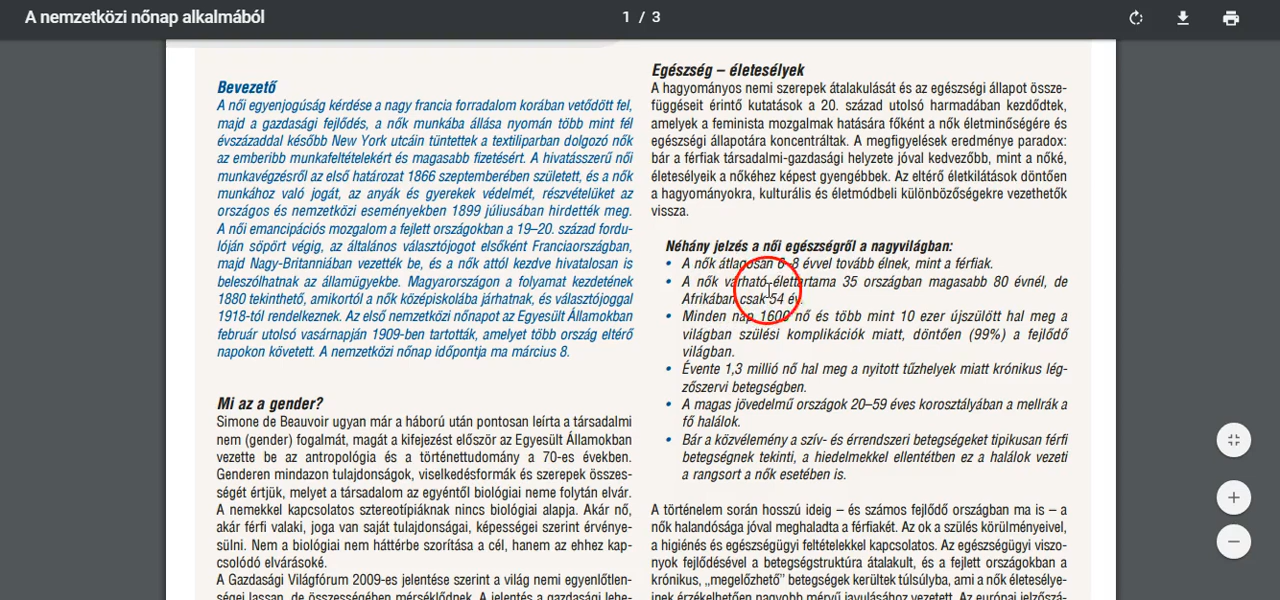 A nemzetközi nőnap alkalmából
1 / 3
Bevezető
A női egyenjogúság kérdése a nagy francia forradalom korában vetődött fel,
majd a gazdasági fejlődés, a nők munkába állása nyomán több mint fél
évszázaddal később New York utcáin tüntettek a textiliparban dolgozó nők
az emberibb munkafeltételekért és magasabb fizetésért. A hivatásszerű női
munkavégzésről az első határozat 1866 szeptemberében született, és a nők
munkához való jogát, az anyák és gyerekek védelmét, részvételüket az
országos és nemzetközi eseményekben 1899 júliusában hirdették meg.
A női emancipációs mozgalom a fejlett országokban a 19–20. század fordu-
lóján söpört végig, az általános választójogot elsőként Franciaországban,
majd Nagy-Britanniában vezették be, és a nők attól kezdve hivatalosan is
beleszólhatnak az államügyekbe. Magyarországon a folyamat kezdetének
1880 tekinthető, amikortól a nők középiskolába járhatnak, és választójoggal
1918-tól rendelkeznek. Az első nemzetközi nőnapot az Egyesült Államokban
február utolsó vasárnapján 1909-ben tartották, amelyet több ország eltérő
napokon követett. A nemzetközi nőnap időpontja ma március 8.
Mi az a gender?
Simone de Beauvoir ugyan már a háború után pontosan leírta a társadalmi
nem (gender) fogalmát, magát a kifejezést először az Egyesült Államokban
vezette be az antropológia és a történettudomány a 70-es években.
Genderen mindazon tulajdonságok, viselkedésformák és szerepek összes-
ségét értjük, melyet a társadalom az egyéntől biológiai neme folytán elvár.
A nemekkel kapcsolatos sztereotípiáknak nincs biológiai alapja. Akár nő,
akár férfi valaki, joga van saját tulajdonságai, képességei szerint érvénye-
sülni. Nem a biológiai nem háttérbe szorítása a cél, hanem az ehhez kap-
csolódó elvárásoké.
A Gazdasági Világfórum 2009-es jelentése szerint a világ nemi egyenlőtlen-
ségei lassan, de összességében mérséklődnek. A jelentés a gazdasági lehe-
Egészség – életesélyek
A hagyományos nemi szerepek átalakulását és az egészségi állapot össze-
függéseit érintő kutatások a 20. század utolsó harmadában kezdődtek,
amelyek a feminista mozgalmak hatására főként a nők életminőségére és
egészségi állapotára koncentráltak. A megfigyelések eredménye paradox:
bár a férfiak társadalmi-gazdasági helyzete jóval kedvezőbb, mint a nőké,
életesélyeik a nőkéhez képest gyengébbek. Az eltérő életkilátások döntően
a hagyományokra, kulturális és életmódbeli különbözőségekre vezethetők
vissza.
Néhány jelzés a női egészségről a nagyvilágban:
• A nők átlagosan 6–8 évvel tovább élnek, mint a férfiak.
• A nők várható élettartama 35 országban magasabb 80 évnél, de
Afrikában csak 54 év.
• Minden nap 1600 nő és több mint 10 ezer újszülött hal meg a
világban szülési komplikációk miatt, döntően (99%) a fejlődő
világban.
• Évente 1,3 millió nő hal meg a nyitott tűzhelyek miatt krónikus lég-
zőszervi betegségben.
• A magas jövedelmű országok 20–59 éves korosztályában a mellrák a
fő halálok.
• Bár a közvélemény a szív- és érrendszeri betegségeket tipikusan férfi
betegségnek tekinti, a hiedelmekkel ellentétben ez a halálok vezeti
a rangsort a nők esetében is.
A történelem során hosszú ideig – és számos fejlődő országban ma is – a
nők halandósága jóval meghaladta a férfiakét. Az ok a szülés körülményeivel,
a higiénés és egészségügyi feltételekkel kapcsolatos. Az egészségügyi viszo-
nyok fejlődésével a betegségstruktúra átalakult, és a fejlett országokban a
krónikus, „megelőzhető” betegségek kerültek túlsúlyba, ami a nők életesélye-
inek érzékelhetően nagyobb mérvű javulásához vezetett. Az európai jelzőszá-